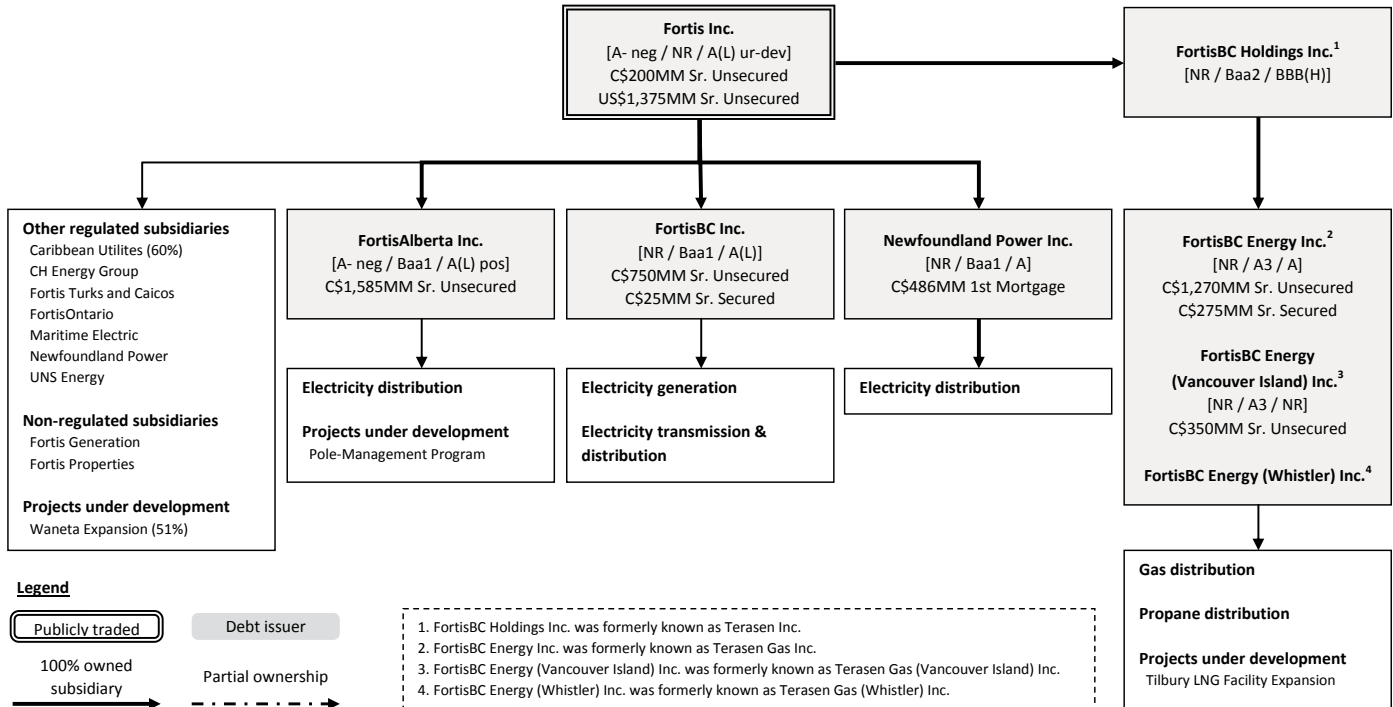 Fortis Inc.
[A- neg / NR / A(L) ur-dev]
C$200MM Sr. Unsecured
US$1,375MM Sr. Unsecured
FortisBC Holdings Inc.1
[NR / Baa2 / BBB(H)]
Other regulated subsidiaries
Caribbean Utilites (60%)
CH Energy Group
Fortis Turks and Caicos
FortisOntario
Maritime Electric
Newfoundland Power
UNS Energy
Non-regulated subsidiaries
Fortis Generation
Fortis Properties
Projects under development
Waneta Expansion (51%)
FortisAlberta Inc.
[A- neg / Baa1 / A(L) pos]
C$1,585MM Sr. Unsecured
Electricity distribution
Projects under development
Pole-Management Program
FortisBC Inc.
[NR / Baa1 / A(L)]
C$750MM Sr. Unsecured
C$25MM Sr. Secured
Electricity generation
Electricity transmission &
distribution
Newfoundland Power Inc.
[NR / Baa1 / A]
C$486MM 1st Mortgage
Electricity distribution
FortisBC Energy Inc.2
[NR / A3 / A]
C$1,270MM Sr. Unsecured
C$275MM Sr. Secured
FortisBC Energy
(Vancouver Island) Inc.3
[NR / A3 / NR]
C$350MM Sr. Unsecured
FortisBC Energy (Whistler) Inc.4
Gas distribution
Propane distribution
Projects under development
Tilbury LNG Facility Expansion
Legend
Publicly traded
Debt issuer
100% owned
subsidiary
Partial ownership
1. FortisBC Holdings Inc. was formerly known as Terasen Inc.
2. FortisBC Energy Inc. was formerly known as Terasen Gas Inc.
3. FortisBC Energy (Vancouver Island) Inc. was formerly known as Terasen Gas (Vancouver Island) Inc.
4. FortisBC Energy (Whistler) Inc. was formerly known as Terasen Gas (Whistler) Inc.